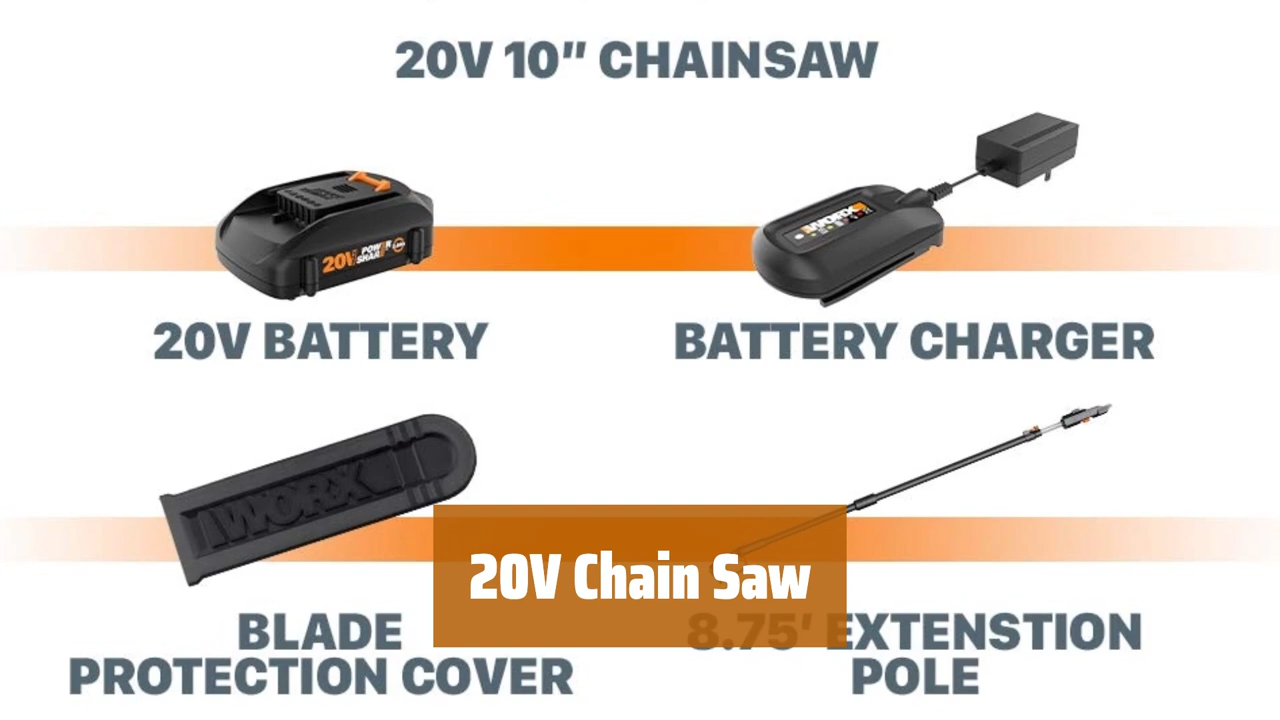 20V 10" CHAINSAW
20V POWER SHARE
WORX
20V BATTERY
BATTERY CHARGER
WORX
20V Chain Saw
BLADE
PROTECTION COVER
8.75' EXTENSTION
POLE